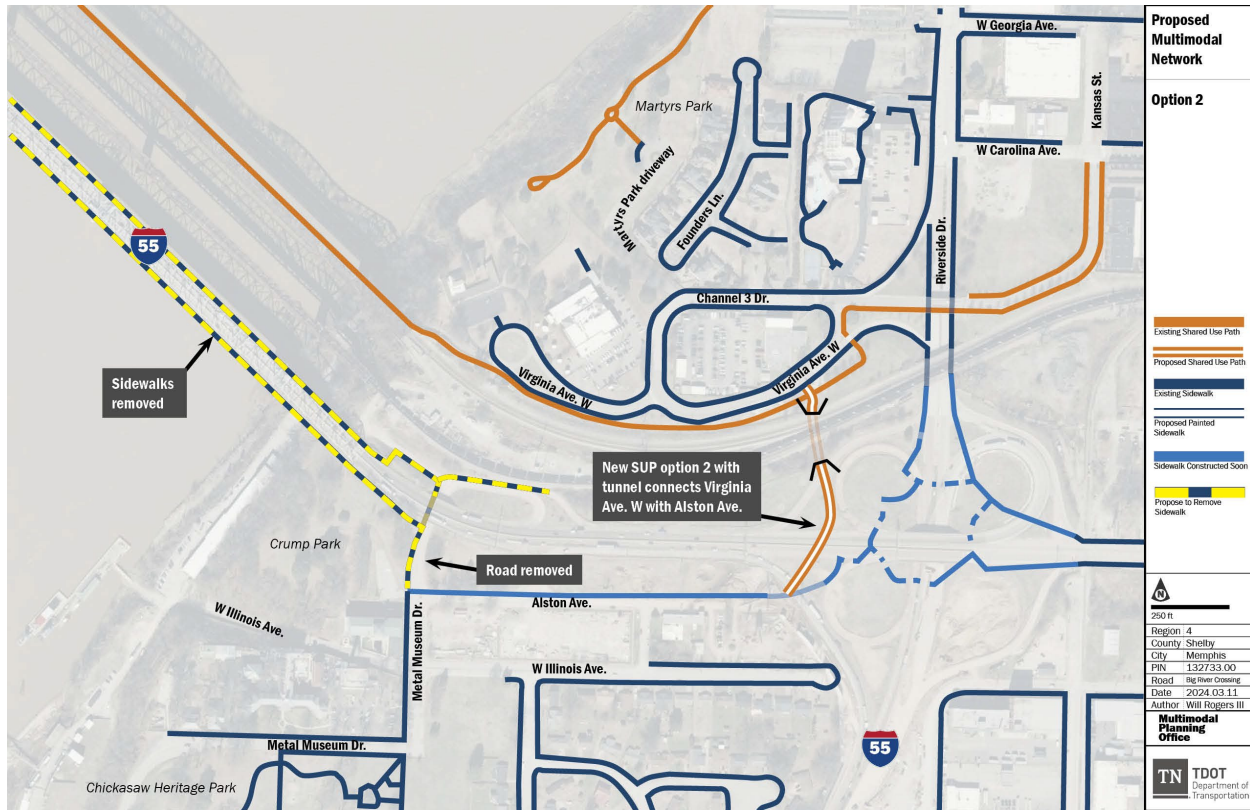 W Georgia Ave.
Kansas St.
Martyrs Park
W Carolina Ave.
Martyrs Park driveway
Founders Ln.
Riverside Dr.
55
Channel 3 Dr.
Sidewalks
removed
Virginia Ave. W
Virginia Ave. W
New SUP option 2 with
tunnel connects Virginia
Ave. W with Alston Ave.
Crump Park
Road removed
Alston Ave.
W Illinois Ave.
Metal Museum Dr.
W Illinois Ave.
Metal Museum Dr.
55
Chickasaw Heritage Park
Proposed
Multimodal
Network
Option 2
Existing Shared Use Path
Proposed Shared Use Path
Existing Sidewalk
Proposed Painted
Sidewalk
Sidewalk Constructed Soon
Propose to Remove
Sidewalk
N
250 ft
Region 4
County Shelby
City Memphis
PIN 132733.00
Road Big River Crossing
Date 2024.03.11
Author Will Rogers III
Multimodal
Planning
Office
TN TDOT
Department of
Transportation